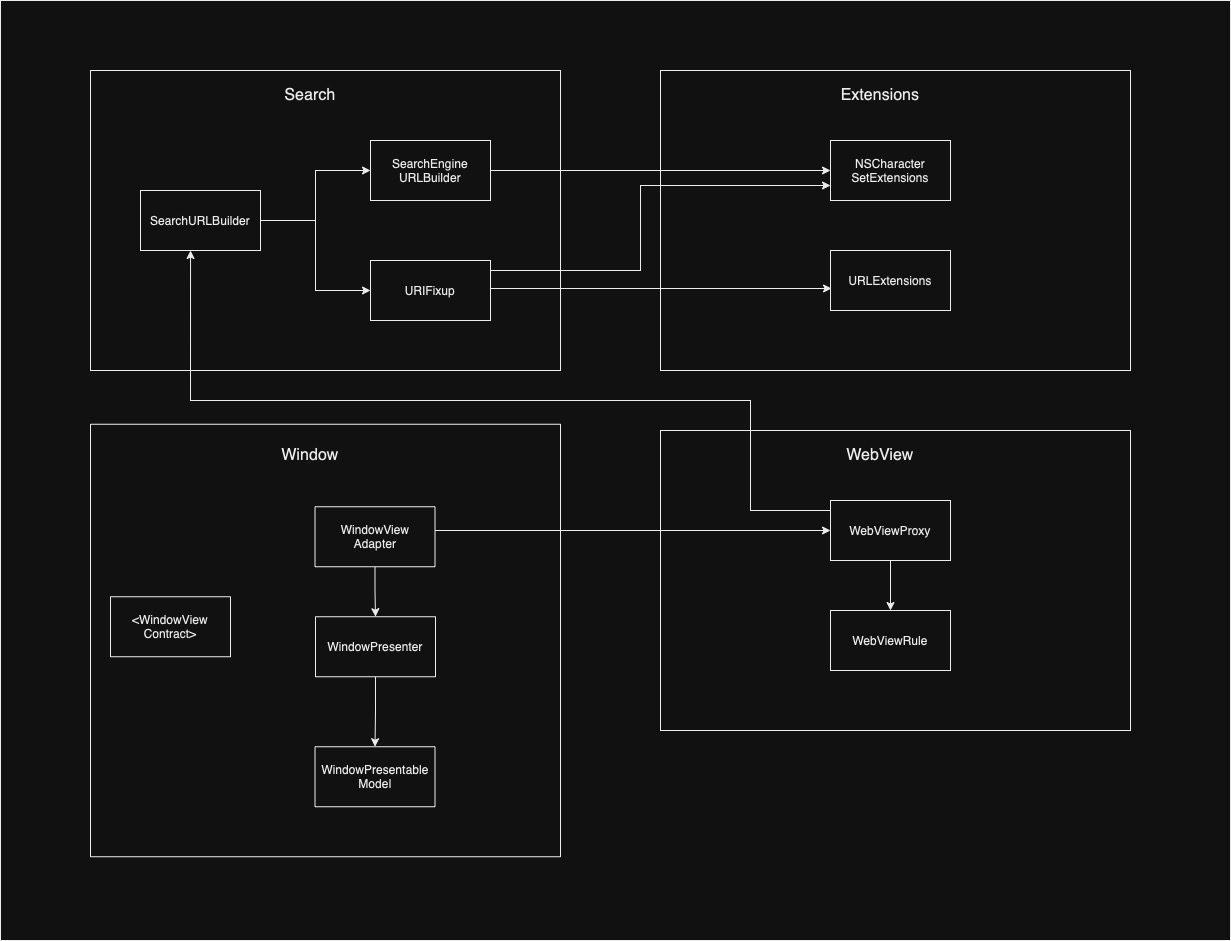 Search
Extensions
SearchEngine
URLBuilder
NSCharacter
SetExtensions
SearchURLBuilder
URIFixup
URLExtensions
Window
WebView
WindowView
Adapter
WebViewProxy
<WindowView
Contract>
WindowPresenter
WebViewRule
WindowPresentable
Model